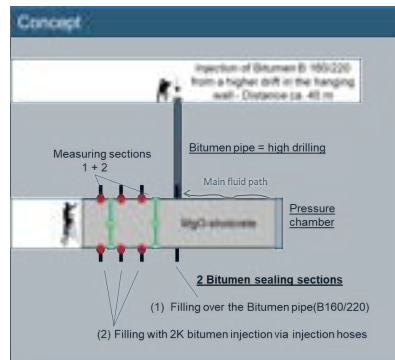 Concept
Injection of Bitumen B 160/220
from a higher drift in the hanging
wall - Distance ca. 40 m
Measuring sections
1 + 2
Bitumen pipe = high drilling
Main fluid path
Pressure
chamber
MgO-shotcrete
2 Bitumen sealing sections
(1) Filling over the Bitumen pipe(B160/220)
(2) Filling with 2K bitumen injection via injection hoses